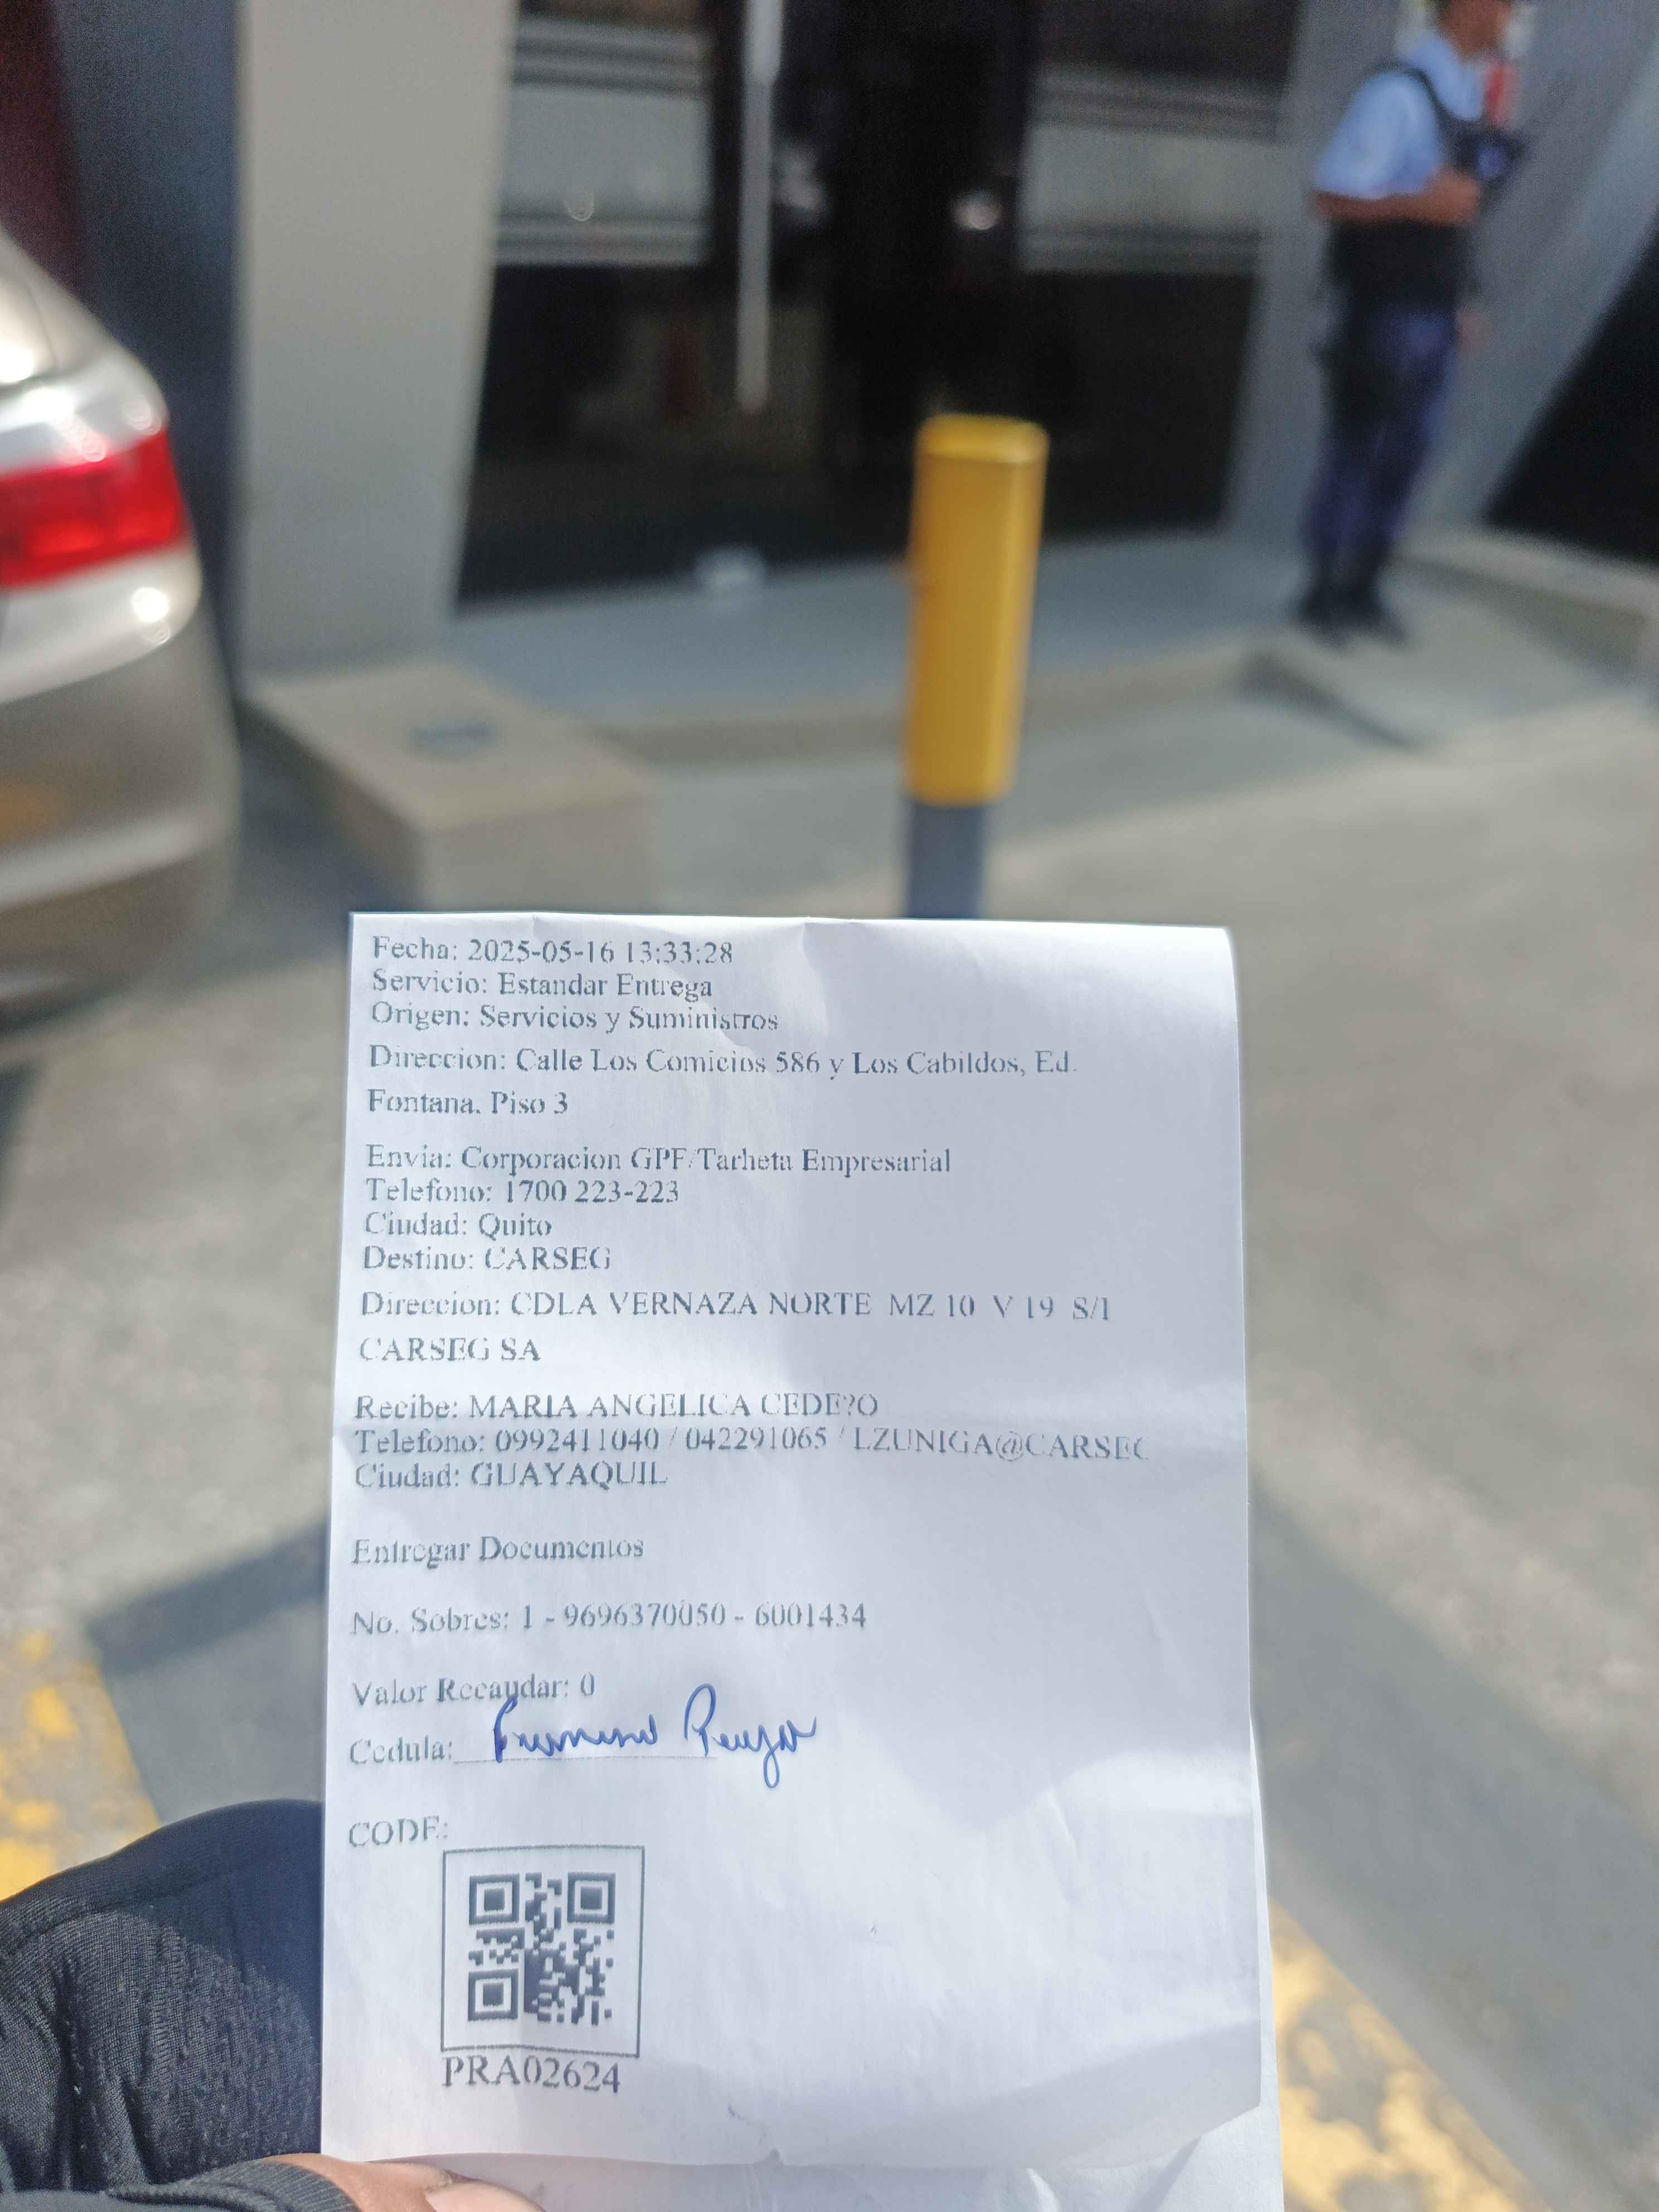 Fecha: 2025-05-16 13:33:28
Servicio: Estandar Entrega
Origen: Servicios y Suministros
Direccion: Calle Los Comicios 586 y Los Cabildos, Ed.
Fontana. Piso 3
Envia: Corporacion GPF/Tarheta Empresarial
Telefono: 1700 223-223
Ciudad: Quito
Destino: CARSEG
Direccion: CDLA VERNAZA NORTE MZ 10 V 19 S/1
CARSEG SA
Recibe: MARIA ANGELICA CEDE?O
Telefono: 0992411040 / 042291065 / LZUNIGA@CARSEG
Ciudad: GUAYAQUIL
Entregar Documentos
No. Sobres: 1 - 9696370050 - 6001434
Valor Recaudar: 0
Cedula:
CODE:
PRA02624